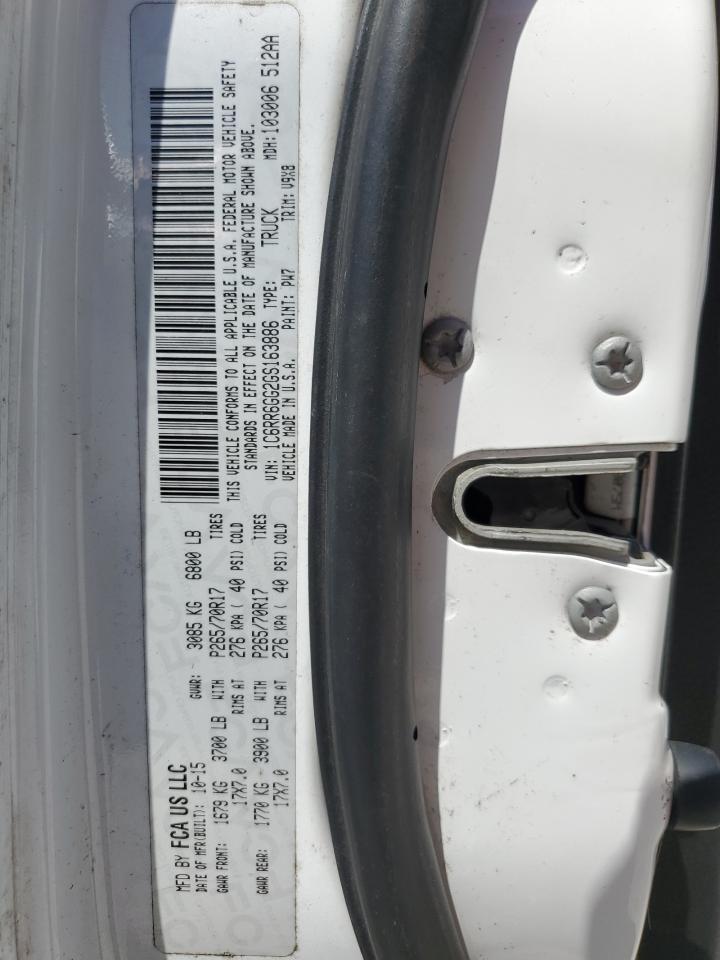 MFD BY FCA US LLC
DATE OF MFR(BUILT): 10-15 GVWR: 3085 KG 6800 LB
GAWR FRONT: 1679 KG 3700 LB WITH P265/70R17 TIRES
17X7.0 RIMS AT 276 KPA ( 40 PSI) COLD
GAWR REAR: 1770 KG 3900 LB WITH P265/70R17 TIRES
17X7.0 RIMS AT 276 KPA ( 40 PSI) COLD
THIS VEHICLE CONFORMS TO ALL APPLICABLE U.S.A. FEDERAL MOTOR VEHICLE SAFETY
STANDARDS IN EFFECT ON THE DATE OF MANUFACTURE SHOWN ABOVE.
VIN: 1C6RR6GG2GS163886 TYPE: TRUCK MDH: 103006 512AA
VEHICLE MADE IN U.S.A. PAINT: PW7 TRIM: V9X8